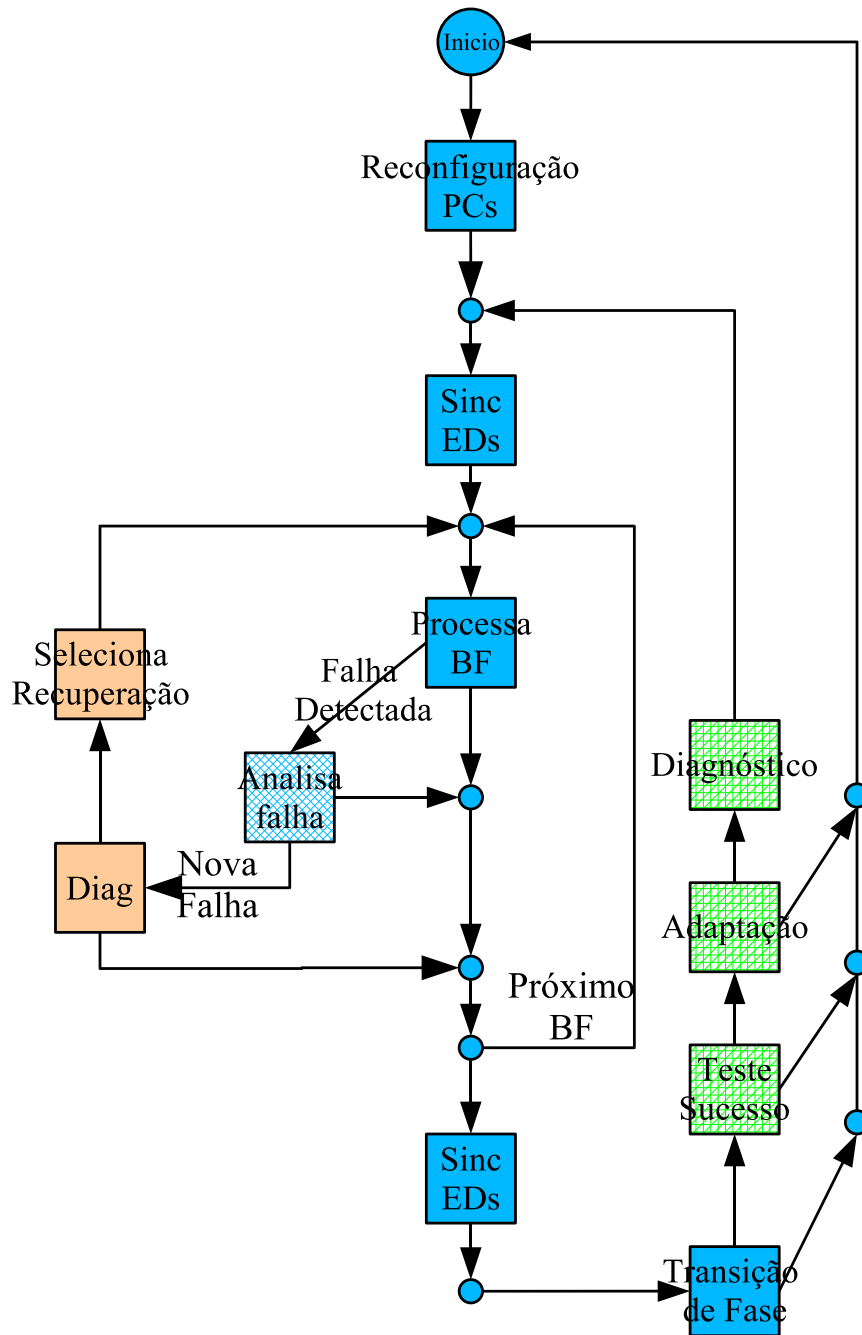 Inicio
Reconfiguração
PCs
Sinc
EDs
Processa
BF
Falha
Detectada
Seleciona
Recuperação
Analisa
falha
Diagnóstico
Nova
Falha
Diag
Adaptação
Próximo
BF
Teste
Sucesso
Sinc
EDs
Transição
de Fase